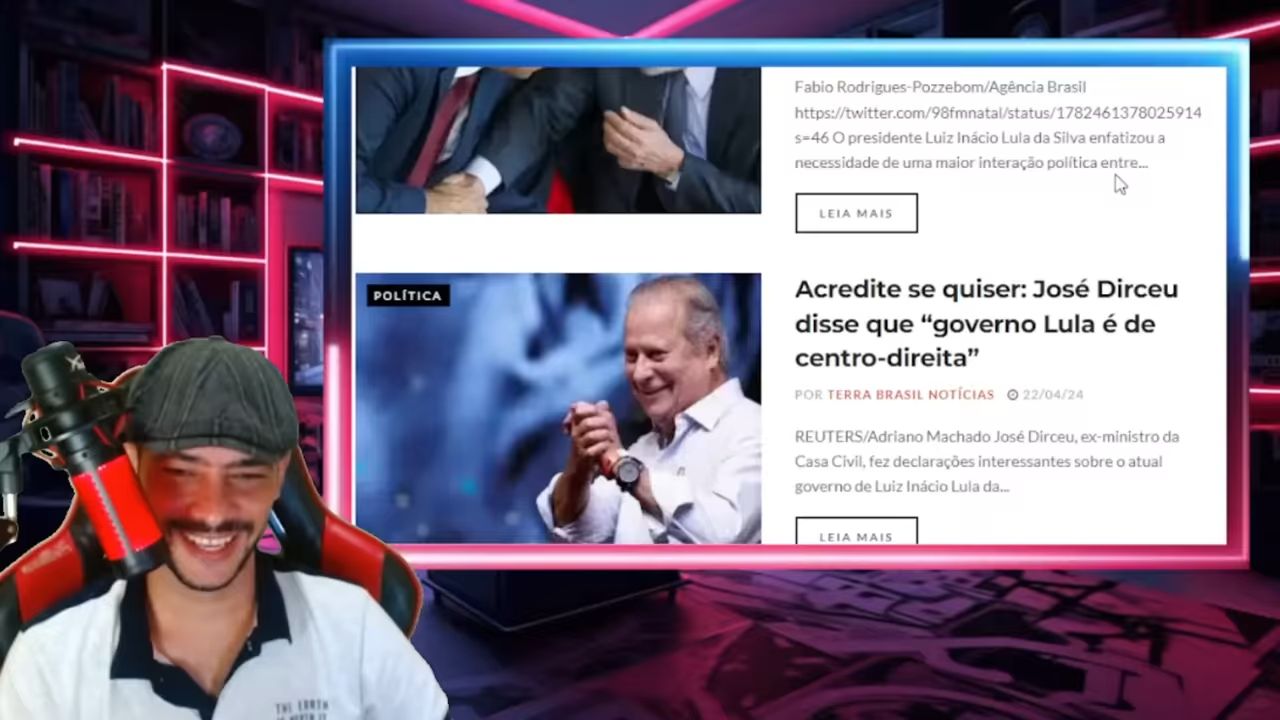 Fabio Rodrigues-Pozzebom/Agência Brasil
https://twitter.com/98fmnatal/status/1782461378025914
s=46 O presidente Luiz Inácio Lula da Silva enfatizou a
necessidade de uma maior interação política entre...
LEIA MAIS
POLÍTICA
Acredite se quiser: José Dirceu
disse que “governo Lula é de
centro-direita”
POR TERRA BRASIL NOTÍCIAS 22/04/24
REUTERS/Adriano Machado José Dirceu, ex-ministro da
Casa Civil, fez declarações interessantes sobre o atual
governo de Luiz Inácio Lula da...
LEIA MAIS
THE